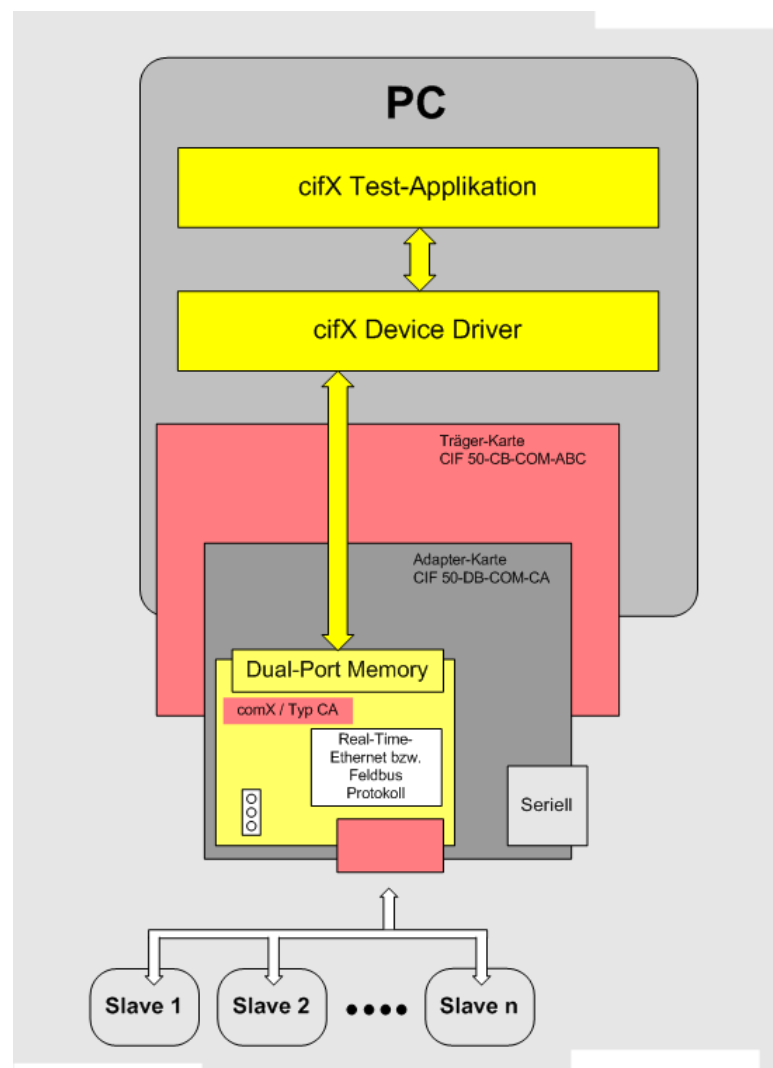 PC
cifX Test-Applikation
cifX Device Driver
Träger-Karte
CIF 50-CB-COM-ABC
Adapter-Karte
CIF 50-DB-COM-CA
Dual-Port Memory
comX / Typ CA
Real-Time-
Ethernet bzw.
Feldbus
Protokoll
Seriell
Slave 1
Slave 2
Slave n